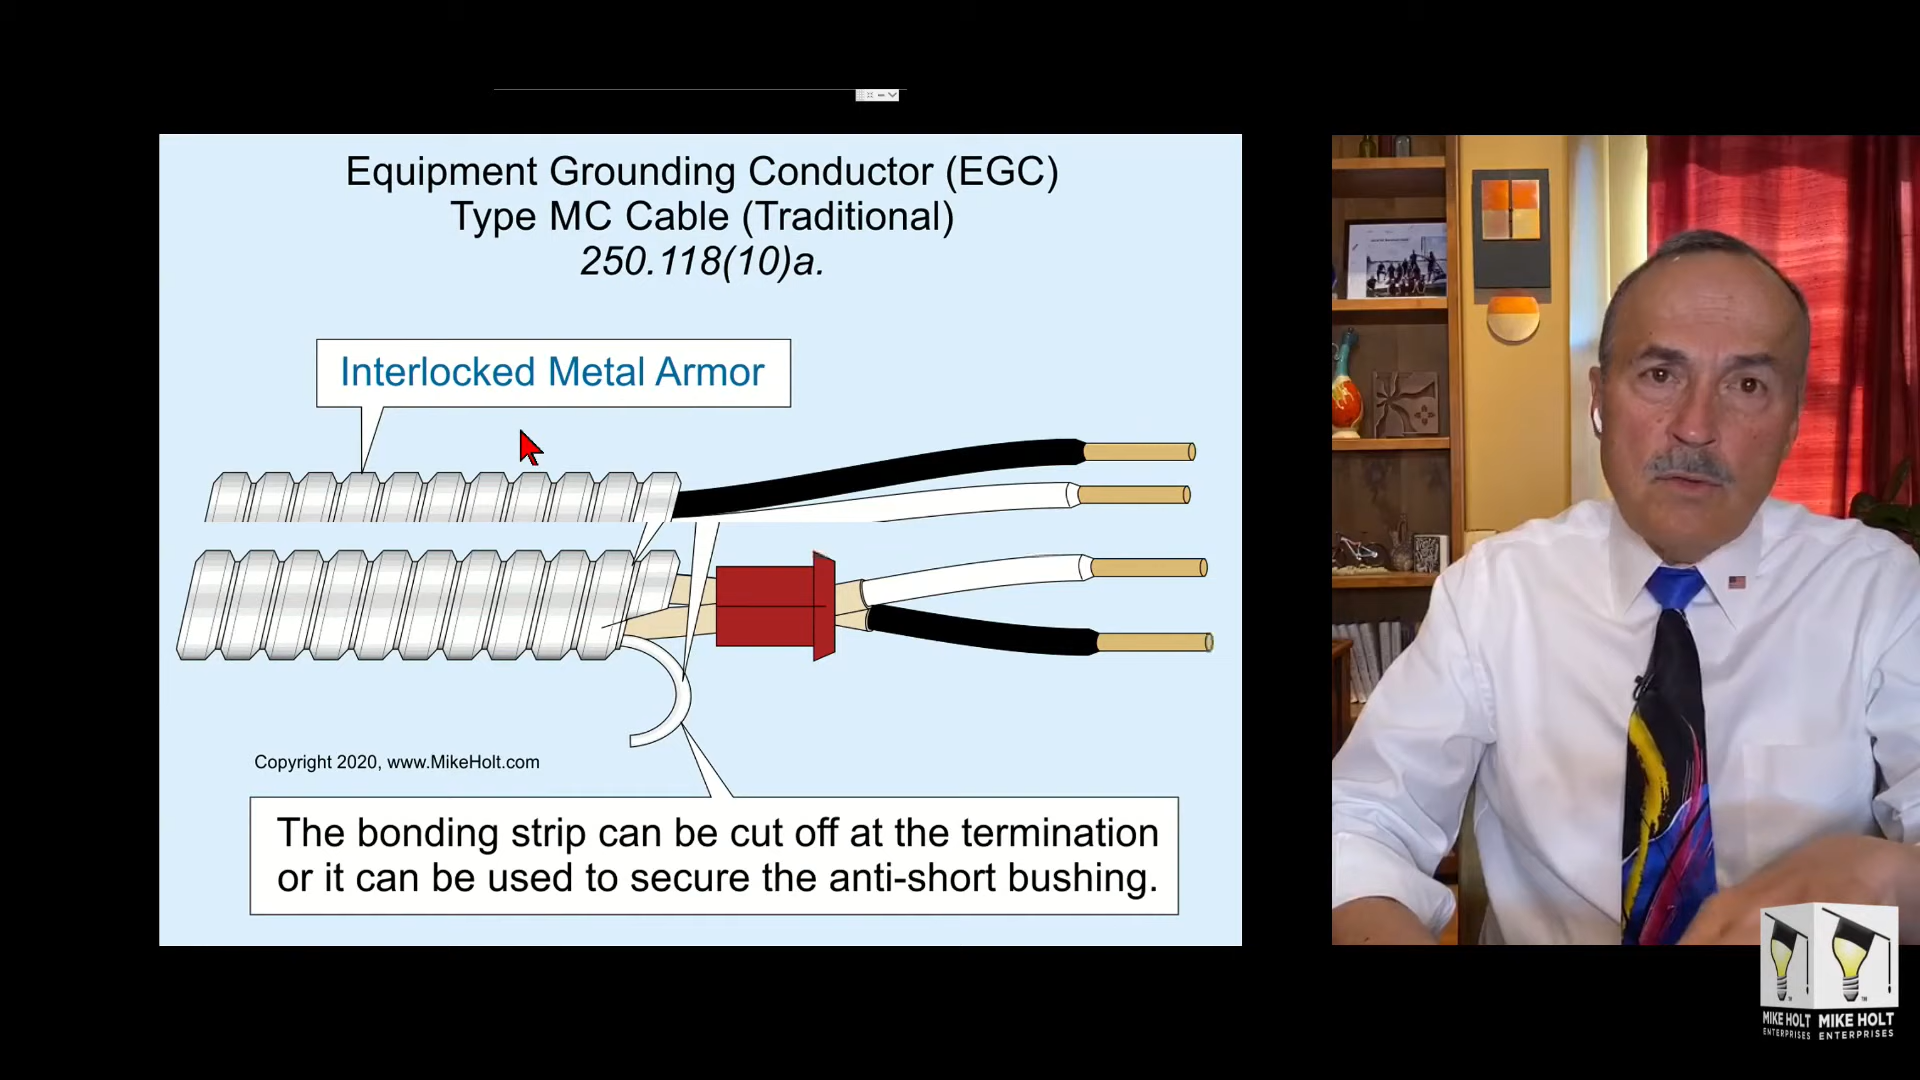 Equipment Grounding Conductor (EGC)
Type MC Cable (Traditional)
250.118(10)a.
Interlocked Metal Armor
Copyright 2020, www.MikeHolt.com
The bonding strip can be cut off at the termination
or it can be used to secure the anti-short bushing.
MIKE HOLT
ENTERPRISES
MIKE HOLT
ENTERPRISES